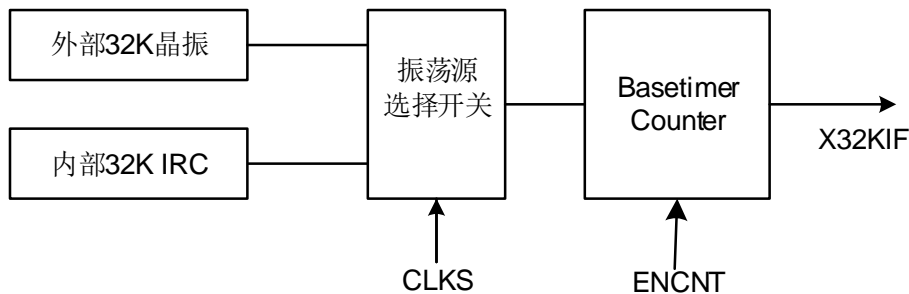 外部32K晶振
内部32K IRC
振荡源
选择开关
Basetimer
Counter
X32KIF
CLKS
ENCNT